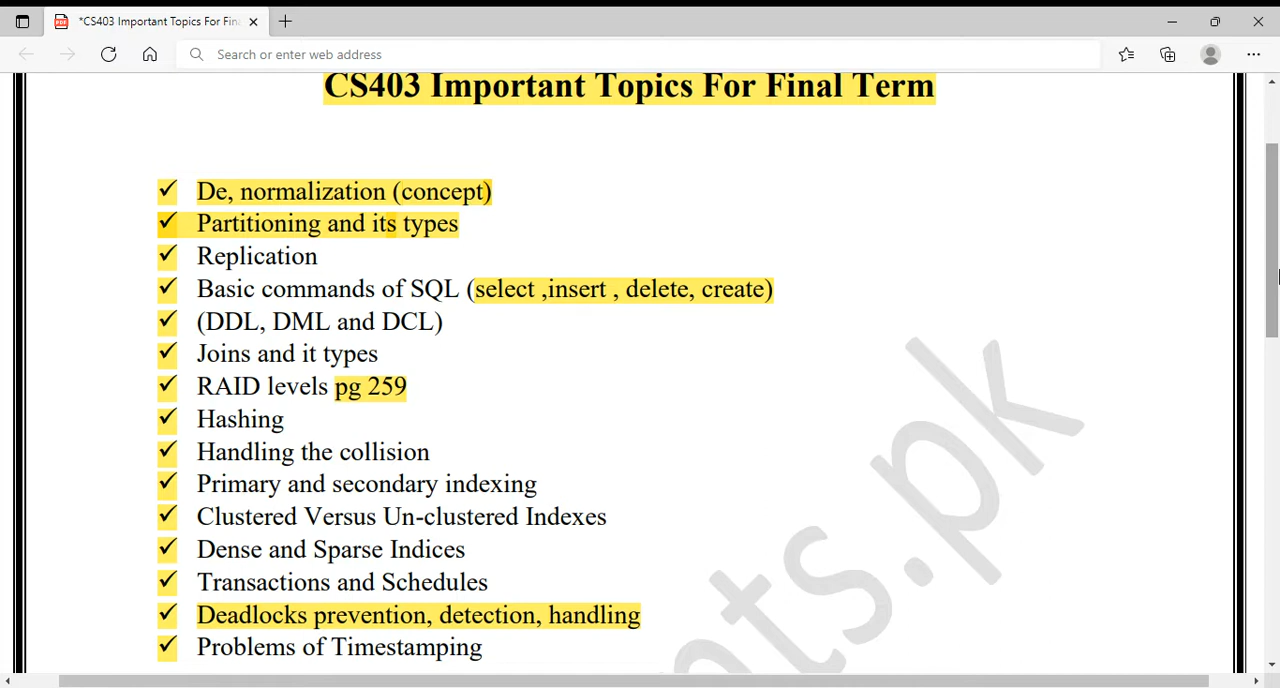 *CS403 Important Topics For Fin
Search or enter web address
CS403 Important Topics For Final Term
✓ De, normalization (concept)
✓ Partitioning and its types
✓ Replication
✓ Basic commands of SQL (select ,insert , delete, create)
✓ (DDL, DML and DCL)
✓ Joins and it types
✓ RAID levels pg 259
✓ Hashing
✓ Handling the collision
✓ Primary and secondary indexing
✓ Clustered Versus Un-clustered Indexes
✓ Dense and Sparse Indices
✓ Transactions and Schedules
✓ Deadlocks prevention, detection, handling
✓ Problems of Timestamping
nts.pk